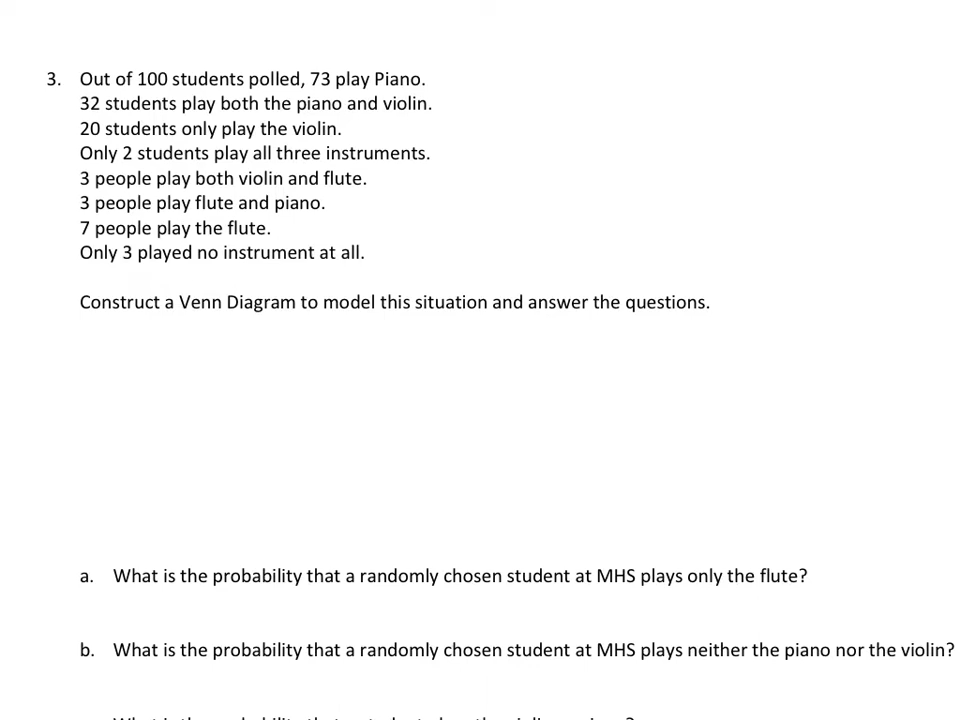 3. Out of 100 students polled, 73 play Piano.
32 students play both the piano and violin.
20 students only play the violin.
Only 2 students play all three instruments.
3 people play both violin and flute.
3 people play flute and piano.
7 people play the flute.
Only 3 played no instrument at all.
Construct a Venn Diagram to model this situation and answer the questions.
a. What is the probability that a randomly chosen student at MHS plays only the flute?
b. What is the probability that a randomly chosen student at MHS plays neither the piano nor the violin?